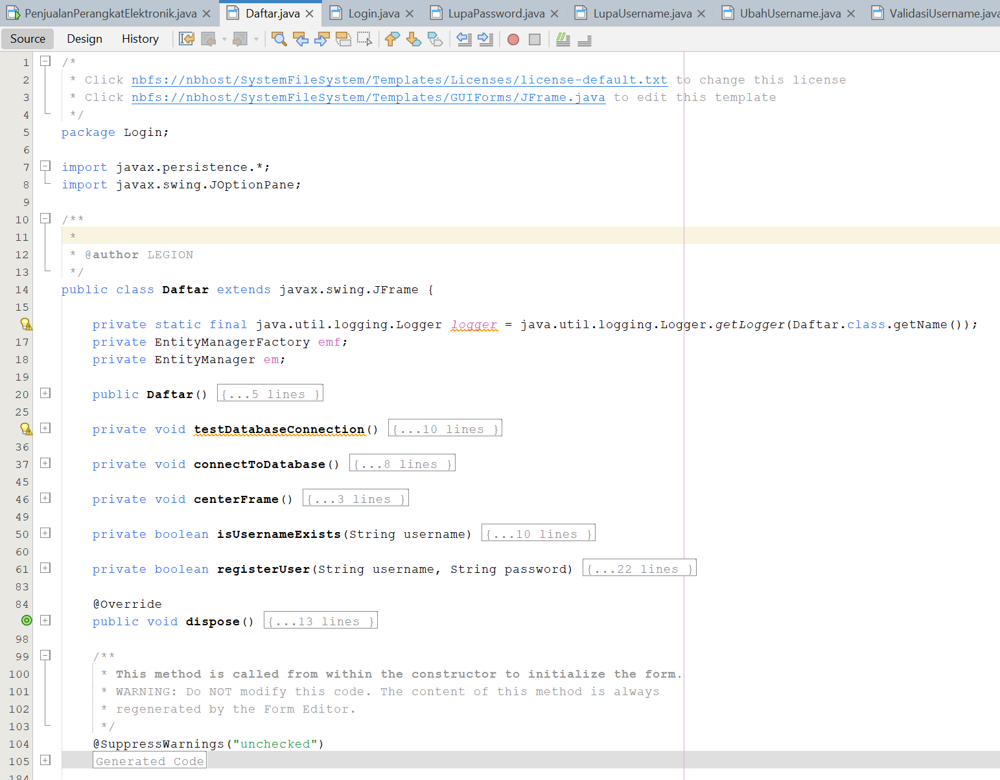 PenjualanPerangkatElektronik.java Daftar.java Login.java LupaPassword.java LupaUsername.java UbahUsername.java ValidasiUsername.java
Source Design History
1 /*
2 * Click nbfs://nbhost/SystemFileSystem/Templates/Licenses/license-default.txt to change this license
3 * Click nbfs://nbhost/SystemFileSystem/Templates/GUIForms/JFrame.java to edit this template
4 */
5 package Login;
6
7 import javax.persistence.*;
8 import javax.swing.JOptionPane;
9
10 /**
11 *
12 * @author LEGION
13 */
14 public class Daftar extends javax.swing.JFrame {
15
private static final java.util.logging.Logger logger = java.util.logging.Logger.getLogger(Daftar.class.getName());
17 private EntityManagerFactory emf;
18 private EntityManager em;
19
20 public Daftar() {...5 lines }
25
private void testDatabaseConnection() {...10 lines }
36
37 private void connectToDatabase() {...8 lines }
45
46 private void centerFrame() {...3 lines }
49
50 private boolean isUsernameExists(String username) {...10 lines }
60
61 private boolean registerUser(String username, String password) {...22 lines }
83
84 @Override
public void dispose() {...13 lines }
98
99 /**
100 * This method is called from within the constructor to initialize the form.
101 * WARNING: Do NOT modify this code. The content of this method is always
102 * regenerated by the Form Editor.
103 */
104 @SuppressWarnings("unchecked")
105 Generated Code
184